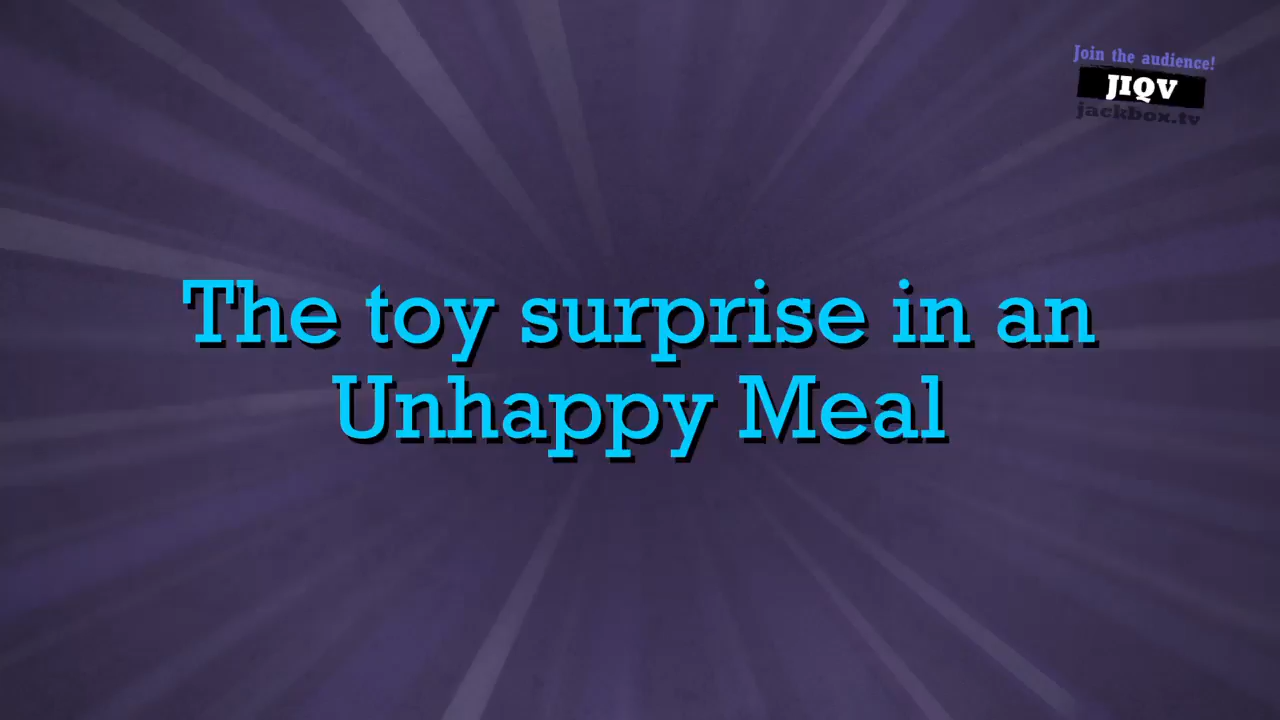 Join the audience!
JIQV
jackbox.tv
The toy surprise in an
Unhappy Meal